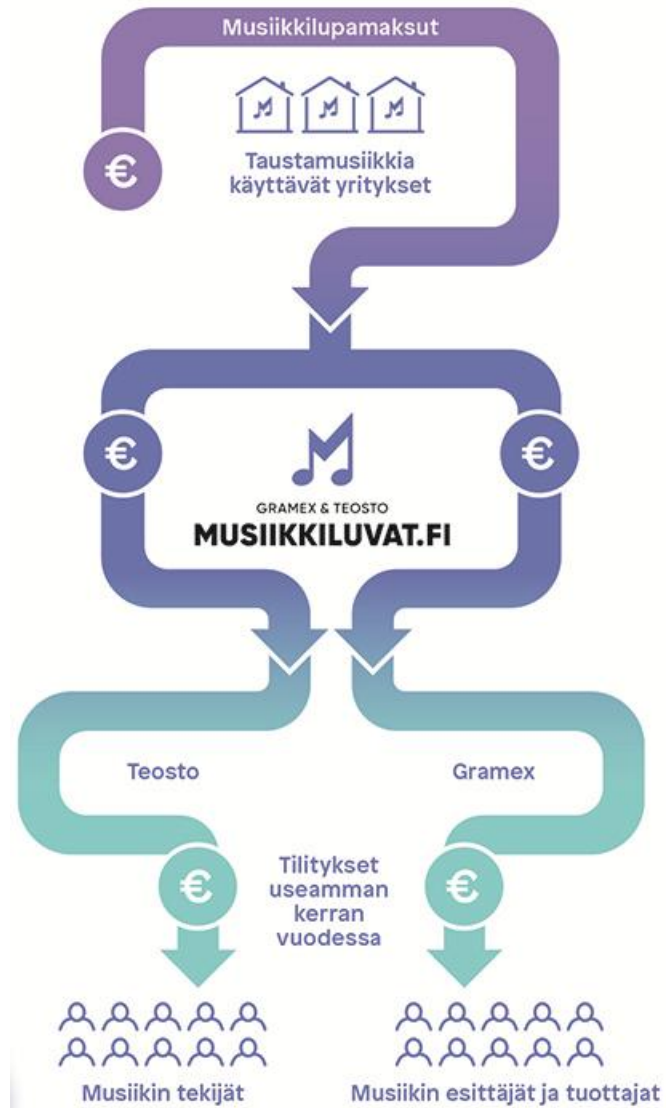 Musiikkilupamaksut
Taustamusiikkia
käyttävät yritykset
€
€
€
GRAMEX & TEOSTO
MUSIIKKILUVAT.FI
Teosto
Gramex
€
Tilitykset
useamman
kerran
vuodessa
€
Musiikin tekijät
Musiikin esittäjät ja tuottajat